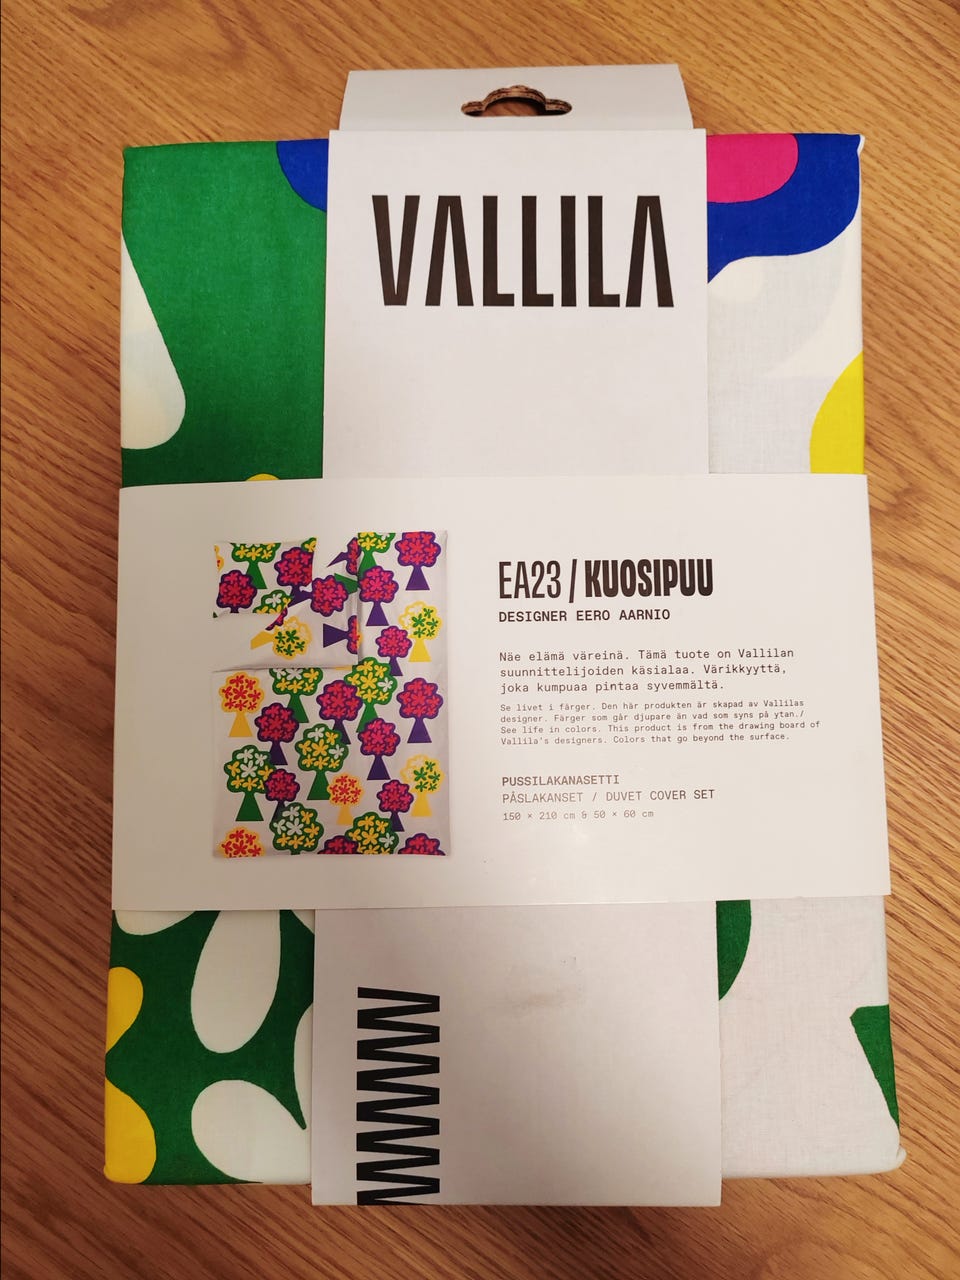 VALLILA
EA23 / KUOSIPUU
DESIGNER EERO AARNIO
Näe elämä väreinä. Tämä tuote on Vallilan
suunnittelijoiden käsialaa. Värikkyyttä,
joka kumpuaa pintaa syvemmältä.
Se livet i färger. Den här produkten är skapad av Vallilas
designer. Färger som går djupare än vad som syns på ytan./
See life in colors. This product is from the drawing board of
Vallila's designers. Colors that go beyond the surface.
PUSSILAKANASETTI
PÅSLAKANSET / DUVET COVER SET
150 × 210 cm & 50 × 60 cm